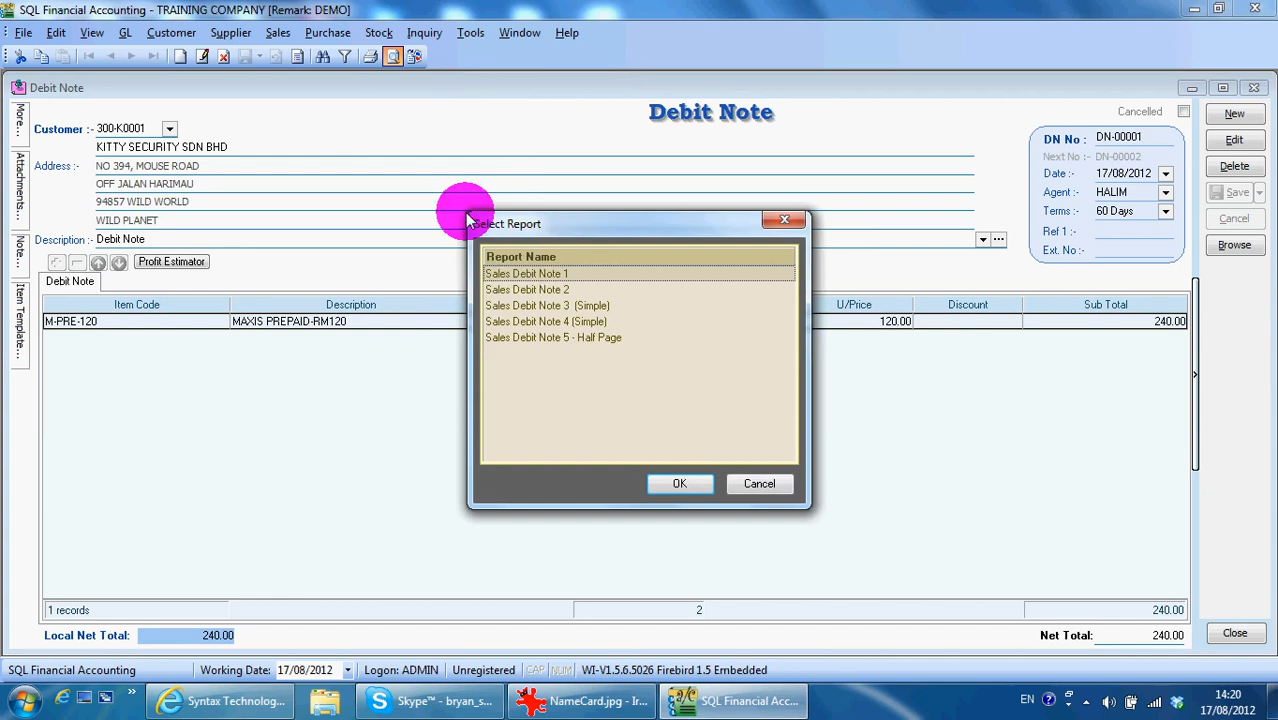 SQL Financial Accounting - TRAINING COMPANY [Remark: DEMO]
File Edit View GL Customer Supplier Sales Purchase Stock Inquiry Tools Window Help
Debit Note
More...
Attachments...
Note...
Item Template...
Debit Note
Cancelled
Customer :- 300-K0001
KITTY SECURITY SDN BHD
Address :- NO 394, MOUSE ROAD
OFF JALAN HARIMAU
94857 WILD WORLD
WILD PLANET
Description :- Debit Note
DN No : DN-00001
Next No :- DN-00002
Date :- 17/08/2012
Agent :- HALIM
Terms :- 60 Days
Ref 1 :-
Ext. No :-
New
Edit
Delete
Save
Cancel
Browse
Profit Estimator
Debit Note
Item Code Description U/Price Discount Sub Total
M-PRE-120 MAXIS PREPAID-RM120 120.00 240.00
Select Report
Report Name
Sales Debit Note 1
Sales Debit Note 2
Sales Debit Note 3 (Simple)
Sales Debit Note 4 (Simple)
Sales Debit Note 5 - Half Page
OK Cancel
1 records 2 240.00
Local Net Total: 240.00 Net Total: 240.00
Close
SQL Financial Accounting Working Date: 17/08/2012 Logon: ADMIN Unregistered CAP NUM WI-V1.5.6.5026 Firebird 1.5 Embedded
Syntax Technolog... Skype™ - bryan_s... NameCard.jpg - Ir... SQL Financial Acc... EN 14:20
17/08/2012